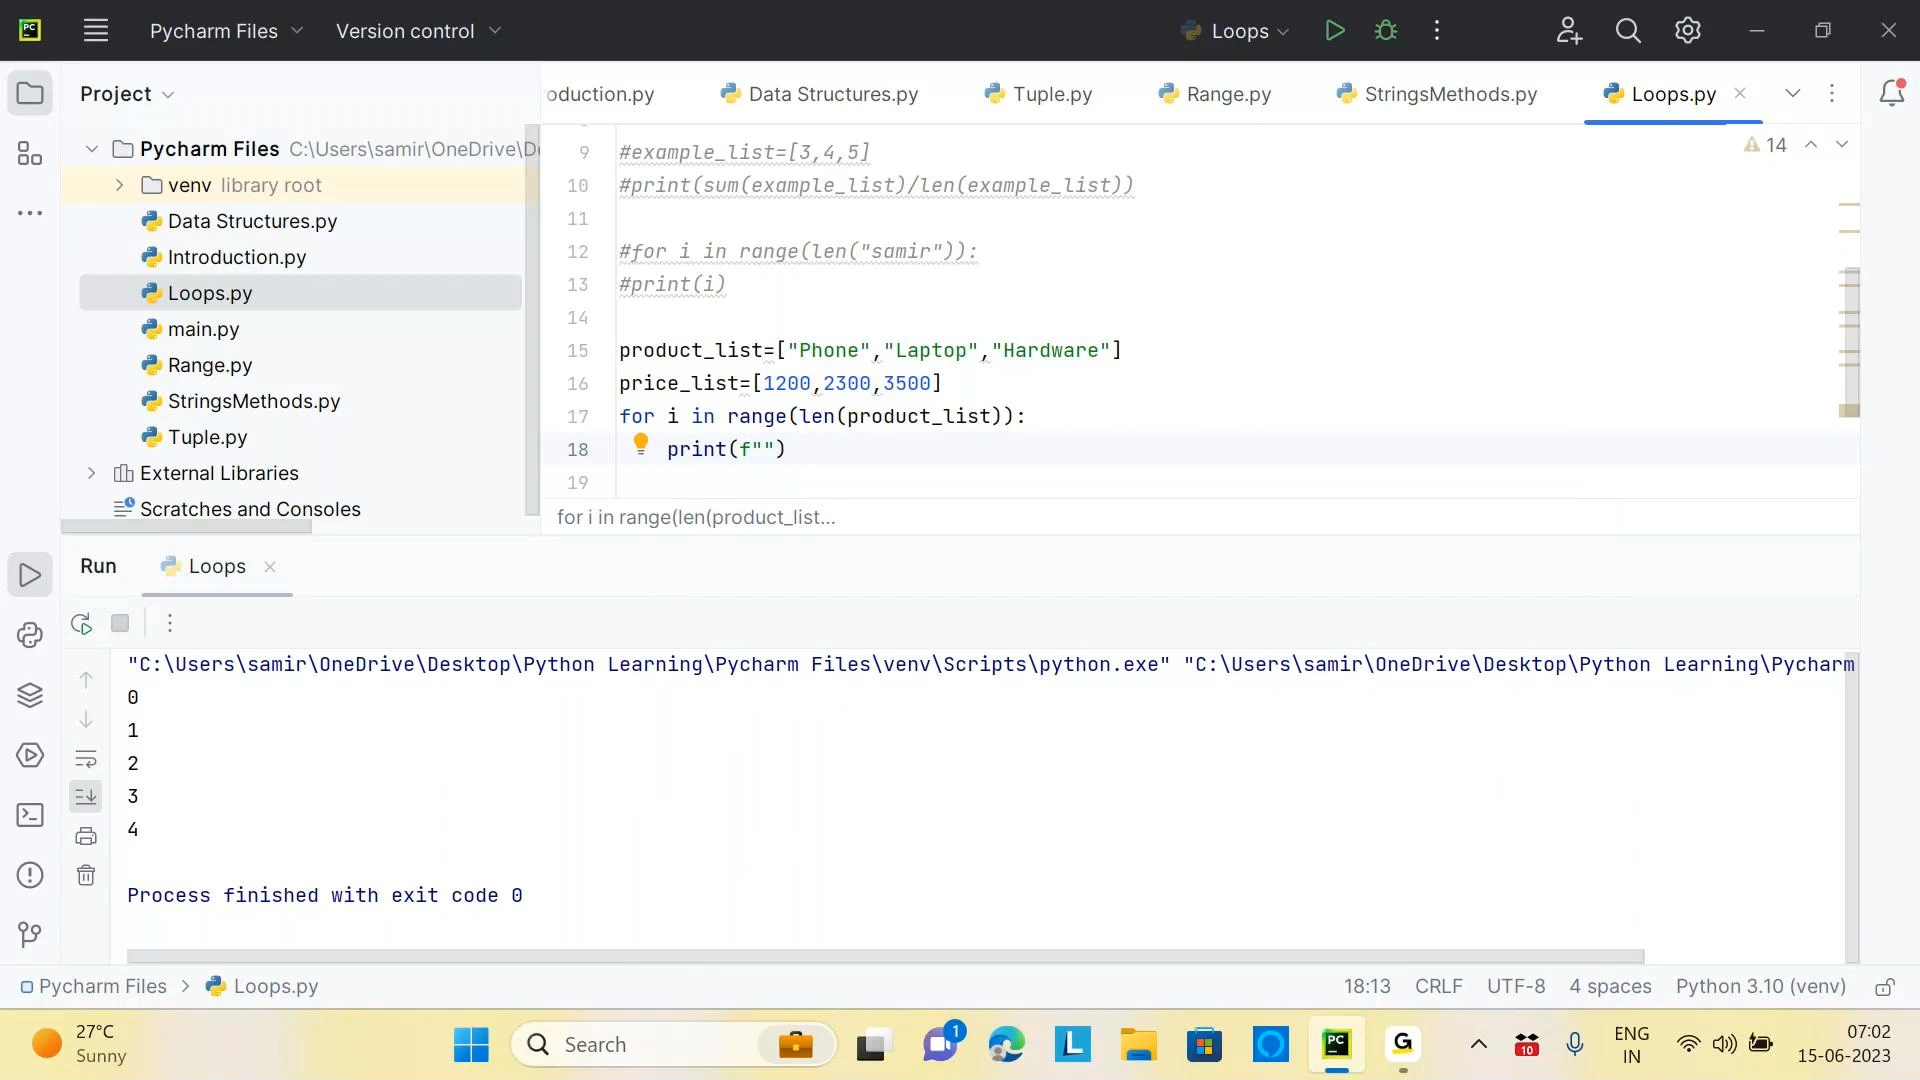 PC
Pycharm Files
Version control
Loops
Project
oduction.py
Data Structures.py
Tuple.py
Range.py
StringsMethods.py
Loops.py
Pycharm Files C:\Users\samir\OneDrive\D
venv library root
Data Structures.py
Introduction.py
Loops.py
main.py
Range.py
StringsMethods.py
Tuple.py
External Libraries
Scratches and Consoles
14
9 #example_list=[3,4,5]
10 #print(sum(example_list)/len(example_list))
11
12 #for i in range(len("samir")):
13 #print(i)
14
15 product_list=["Phone","Laptop","Hardware"]
16 price_list=[1200,2300,3500]
17 for i in range(len(product_list)):
18 print(f"")
19
for i in range(len(product_list...
Run
Loops
"C:\Users\samir\OneDrive\Desktop\Python Learning\Pycharm Files\venv\Scripts\python.exe" "C:\Users\samir\OneDrive\Desktop\Python Learning\Pycharm
0
1
2
3
4
Process finished with exit code 0
Pycharm Files > Loops.py
18:13 CRLF UTF-8 4 spaces Python 3.10 (venv)
27°C
Sunny
Search
1
L
PC
G
10
ENG
IN
07:02
15-06-2023